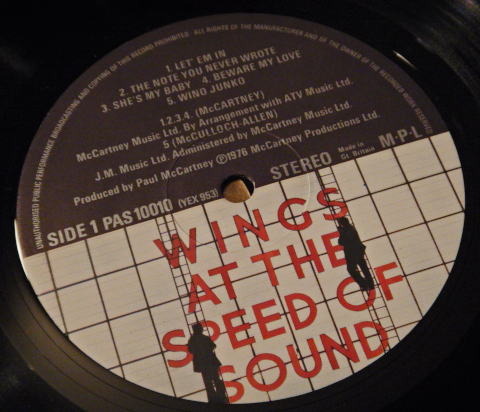 UNAUTHORISED PUBLIC PERFORMANCE BROADCASTING AND COPYING OF THIS RECORD PROHIBITED · ALL RIGHTS OF THE MANUFACTURER AND OF THE OWNER OF THE RECORDED WORK RESERVED
1. LET' EM IN
2. THE NOTE YOU NEVER WROTE
3. SHE'S MY BABY 4. BEWARE MY LOVE
5. WINO JUNKO
1.2.3.4. (McCARTNEY)
McCartney Music Ltd. By Arrangement with ATV Music Ltd.
5 (McCULLOCH-ALLEN)
J.M. Music Ltd. Administered by McCartney Music Ltd.
Produced by Paul McCartney ℗1976 McCartney Productions Ltd.
SIDE 1 PAS 10010 (YEX 953)
STEREO
Made in
Gt. Britain
M·P·L
WINGS
AT THE
SPEED OF
SOUND